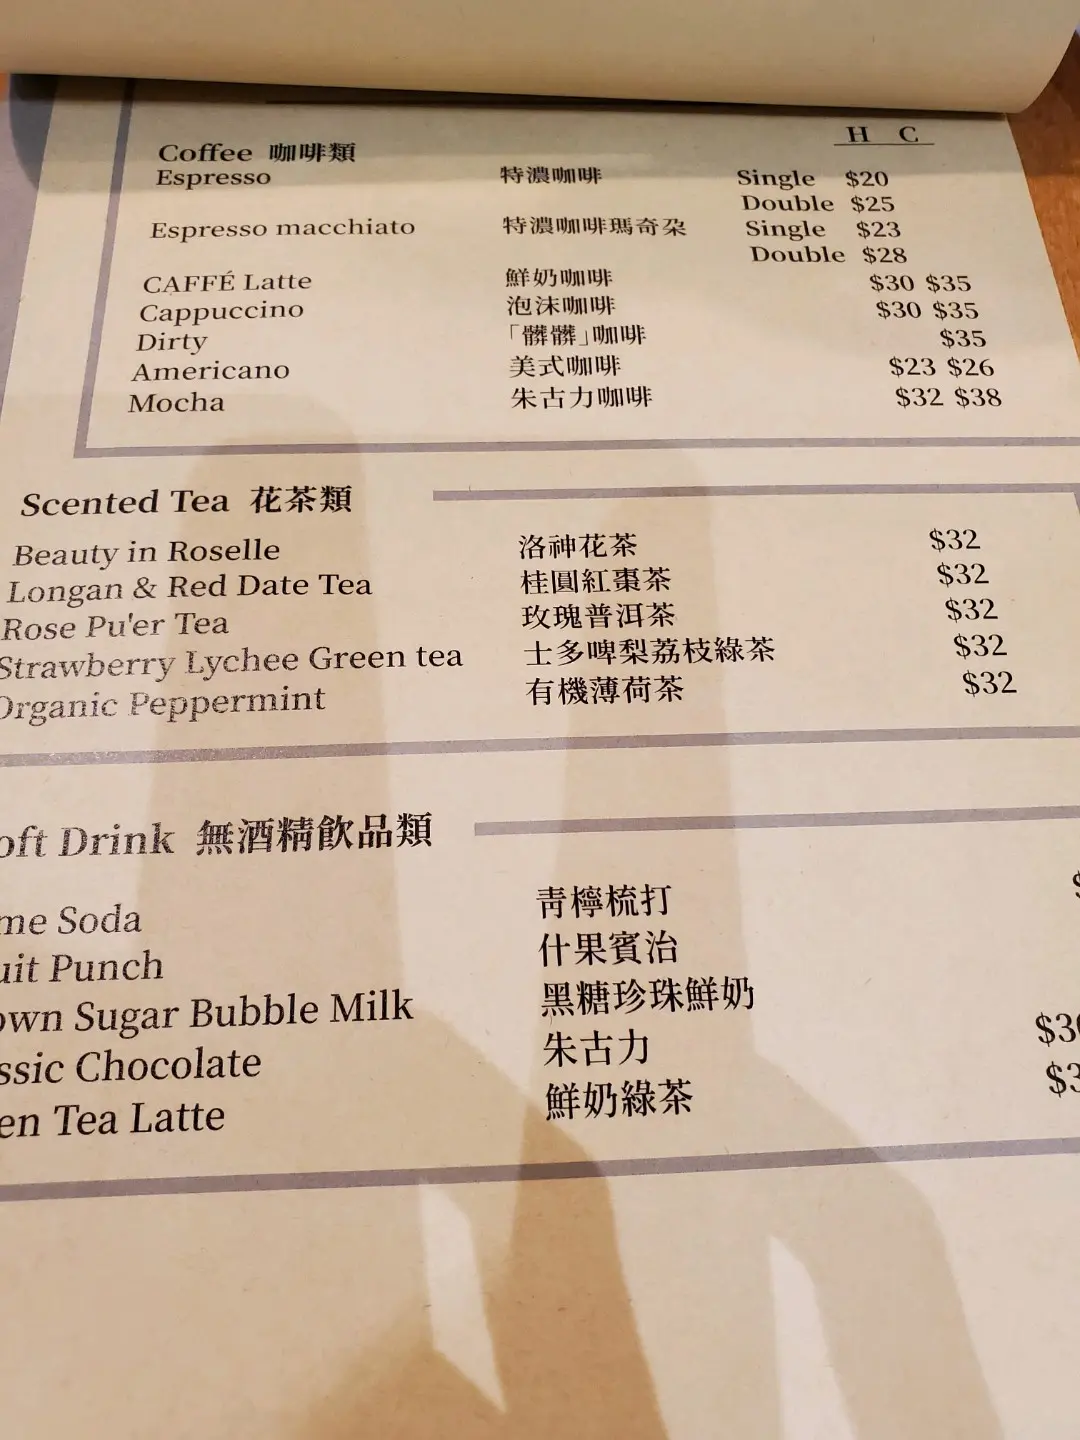 H C
Coffee 咖啡類
Espresso 特濃咖啡 Single $20
Double $25
Espresso macchiato 特濃咖啡瑪奇朶 Single $23
Double $28
CAFFÉ Latte 鮮奶咖啡 $30 $35
Cappuccino 泡沫咖啡 $30 $35
Dirty 「髒髒」咖啡 $35
Americano 美式咖啡 $23 $26
Mocha 朱古力咖啡 $32 $38
Scented Tea 花茶類
Beauty in Roselle 洛神花茶 $32
Longan & Red Date Tea 桂圓紅棗茶 $32
Rose Pu'er Tea 玫瑰普洱茶 $32
Strawberry Lychee Green tea 士多啤梨荔枝綠茶 $32
Organic Peppermint 有機薄荷茶 $32
oft Drink 無酒精飲品類
me Soda 青檸梳打
uit Punch 什果賓治
own Sugar Bubble Milk 黑糖珍珠鮮奶
ssic Chocolate 朱古力 $30
en Tea Latte 鮮奶綠茶 $3